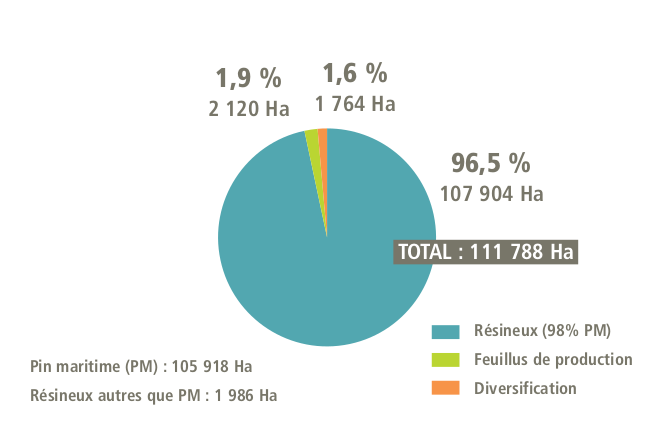 1,9 %
2 120 Ha
1,6 %
1 764 Ha
96,5 %
107 904 Ha
TOTAL : 111 788 Ha
Résineux (98% PM)
Feuillus de production
Diversification
Pin maritime (PM) : 105 918 Ha
Résineux autres que PM : 1 986 Ha